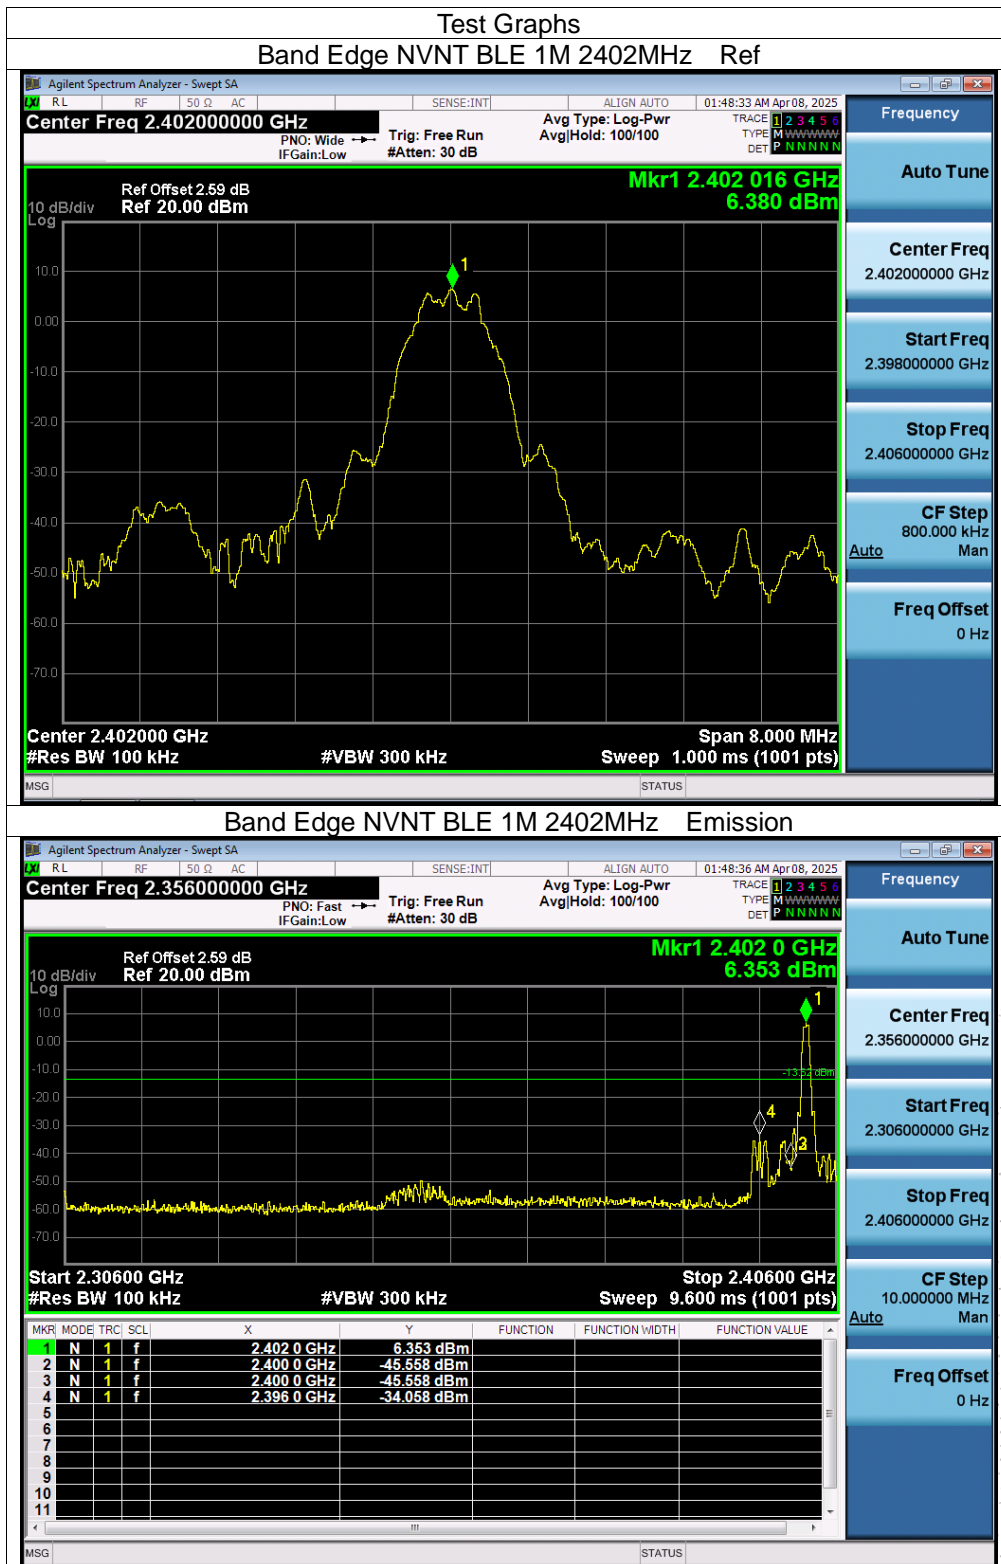 Test Graphs
Band Edge NVNT BLE 1M 2402MHz Ref
Agilent Spectrum Analyzer - Swept SA
LXI RL RF 50 Ω AC SENSE:INT ALIGN AUTO 01:48:33 AM Apr 08, 2025
Center Freq 2.402000000 GHz
PNO: Wide
IFGain:Low
Trig: Free Run
#Atten: 30 dB
Avg Type: Log-Pwr
Avg|Hold: 100/100
TRACE 1 2 3 4 5 6
TYPE M WWWWW
DET P N N N N N
Frequency
Auto Tune
Center Freq
2.402000000 GHz
Start Freq
2.398000000 GHz
Stop Freq
2.406000000 GHz
CF Step
800.000 kHz
Auto Man
Freq Offset
0 Hz
Mkr1 2.402 016 GHz
6.380 dBm
Ref Offset 2.59 dB
10 dB/div Ref 20.00 dBm
Log
1
10.0
0.00
-10.0
-20.0
-30.0
-40.0
-50.0
-60.0
-70.0
Center 2.402000 GHz Span 8.000 MHz
#Res BW 100 kHz #VBW 300 kHz Sweep 1.000 ms (1001 pts)
MSG STATUS
Band Edge NVNT BLE 1M 2402MHz Emission
Agilent Spectrum Analyzer - Swept SA
LXI RL RF 50 Ω AC SENSE:INT ALIGN AUTO 01:48:36 AM Apr 08, 2025
Center Freq 2.356000000 GHz
PNO: Fast
IFGain:Low
Trig: Free Run
#Atten: 30 dB
Avg Type: Log-Pwr
Avg|Hold: 100/100
TRACE 1 2 3 4 5 6
TYPE M WWWWW
DET P N N N N N
Frequency
Auto Tune
Center Freq
2.356000000 GHz
Start Freq
2.306000000 GHz
Stop Freq
2.406000000 GHz
CF Step
10.000000 MHz
Auto Man
Freq Offset
0 Hz
Mkr1 2.402 0 GHz
6.353 dBm
Ref Offset 2.59 dB
10 dB/div Ref 20.00 dBm
Log
1
10.0
0.00
-10.0
-13.62 dBm
-20.0
4
-30.0
3
-40.0
-50.0
-60.0
-70.0
Start 2.30600 GHz Stop 2.40600 GHz
#Res BW 100 kHz #VBW 300 kHz Sweep 9.600 ms (1001 pts)
MKR MODE TRC SCL X Y FUNCTION FUNCTION WIDTH FUNCTION VALUE
1 N 1 f 2.402 0 GHz 6.353 dBm
2 N 1 f 2.400 0 GHz -45.558 dBm
3 N 1 f 2.400 0 GHz -45.558 dBm
4 N 1 f 2.396 0 GHz -34.058 dBm
5
6
7
8
9
10
11
MSG STATUS